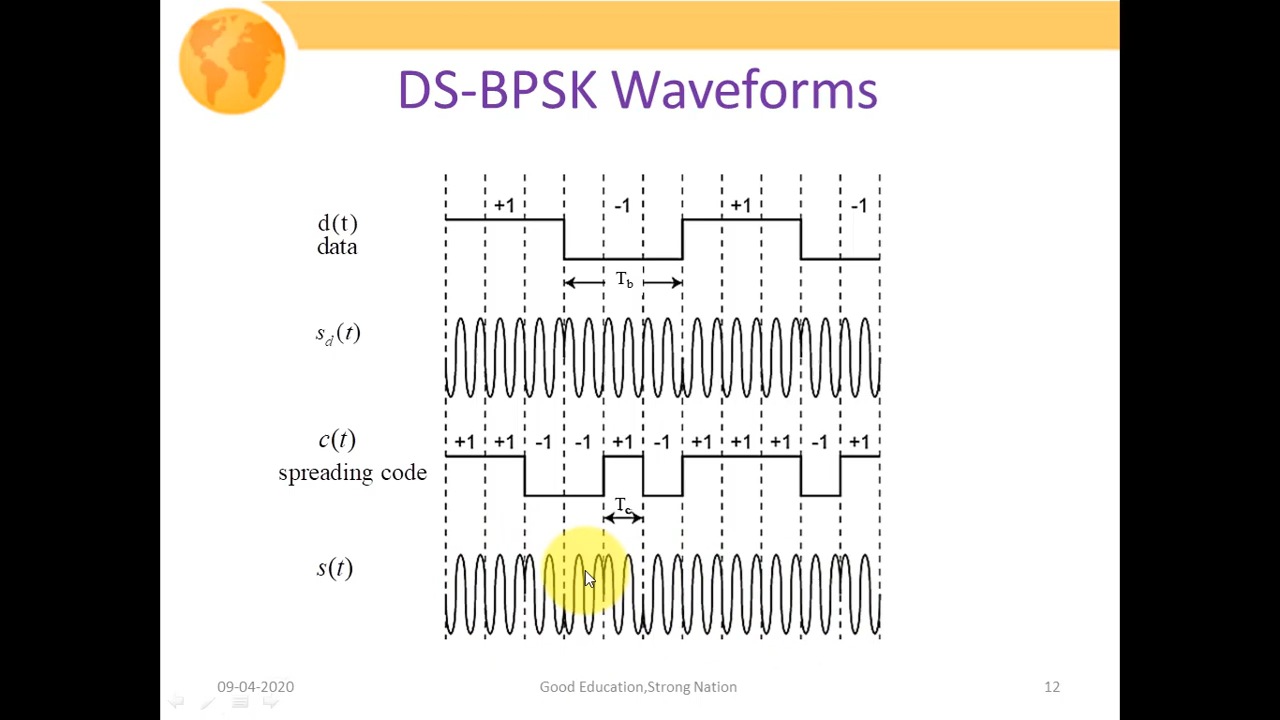 DS-BPSK Waveforms
+1 -1 +1 -1
d(t)
data
T_b
s_d(t)
c(t)
+1 +1 -1 -1 +1 -1 +1 +1 +1 -1 +1
spreading code
T_c
s(t)
09-04-2020 Good Education,Strong Nation 12